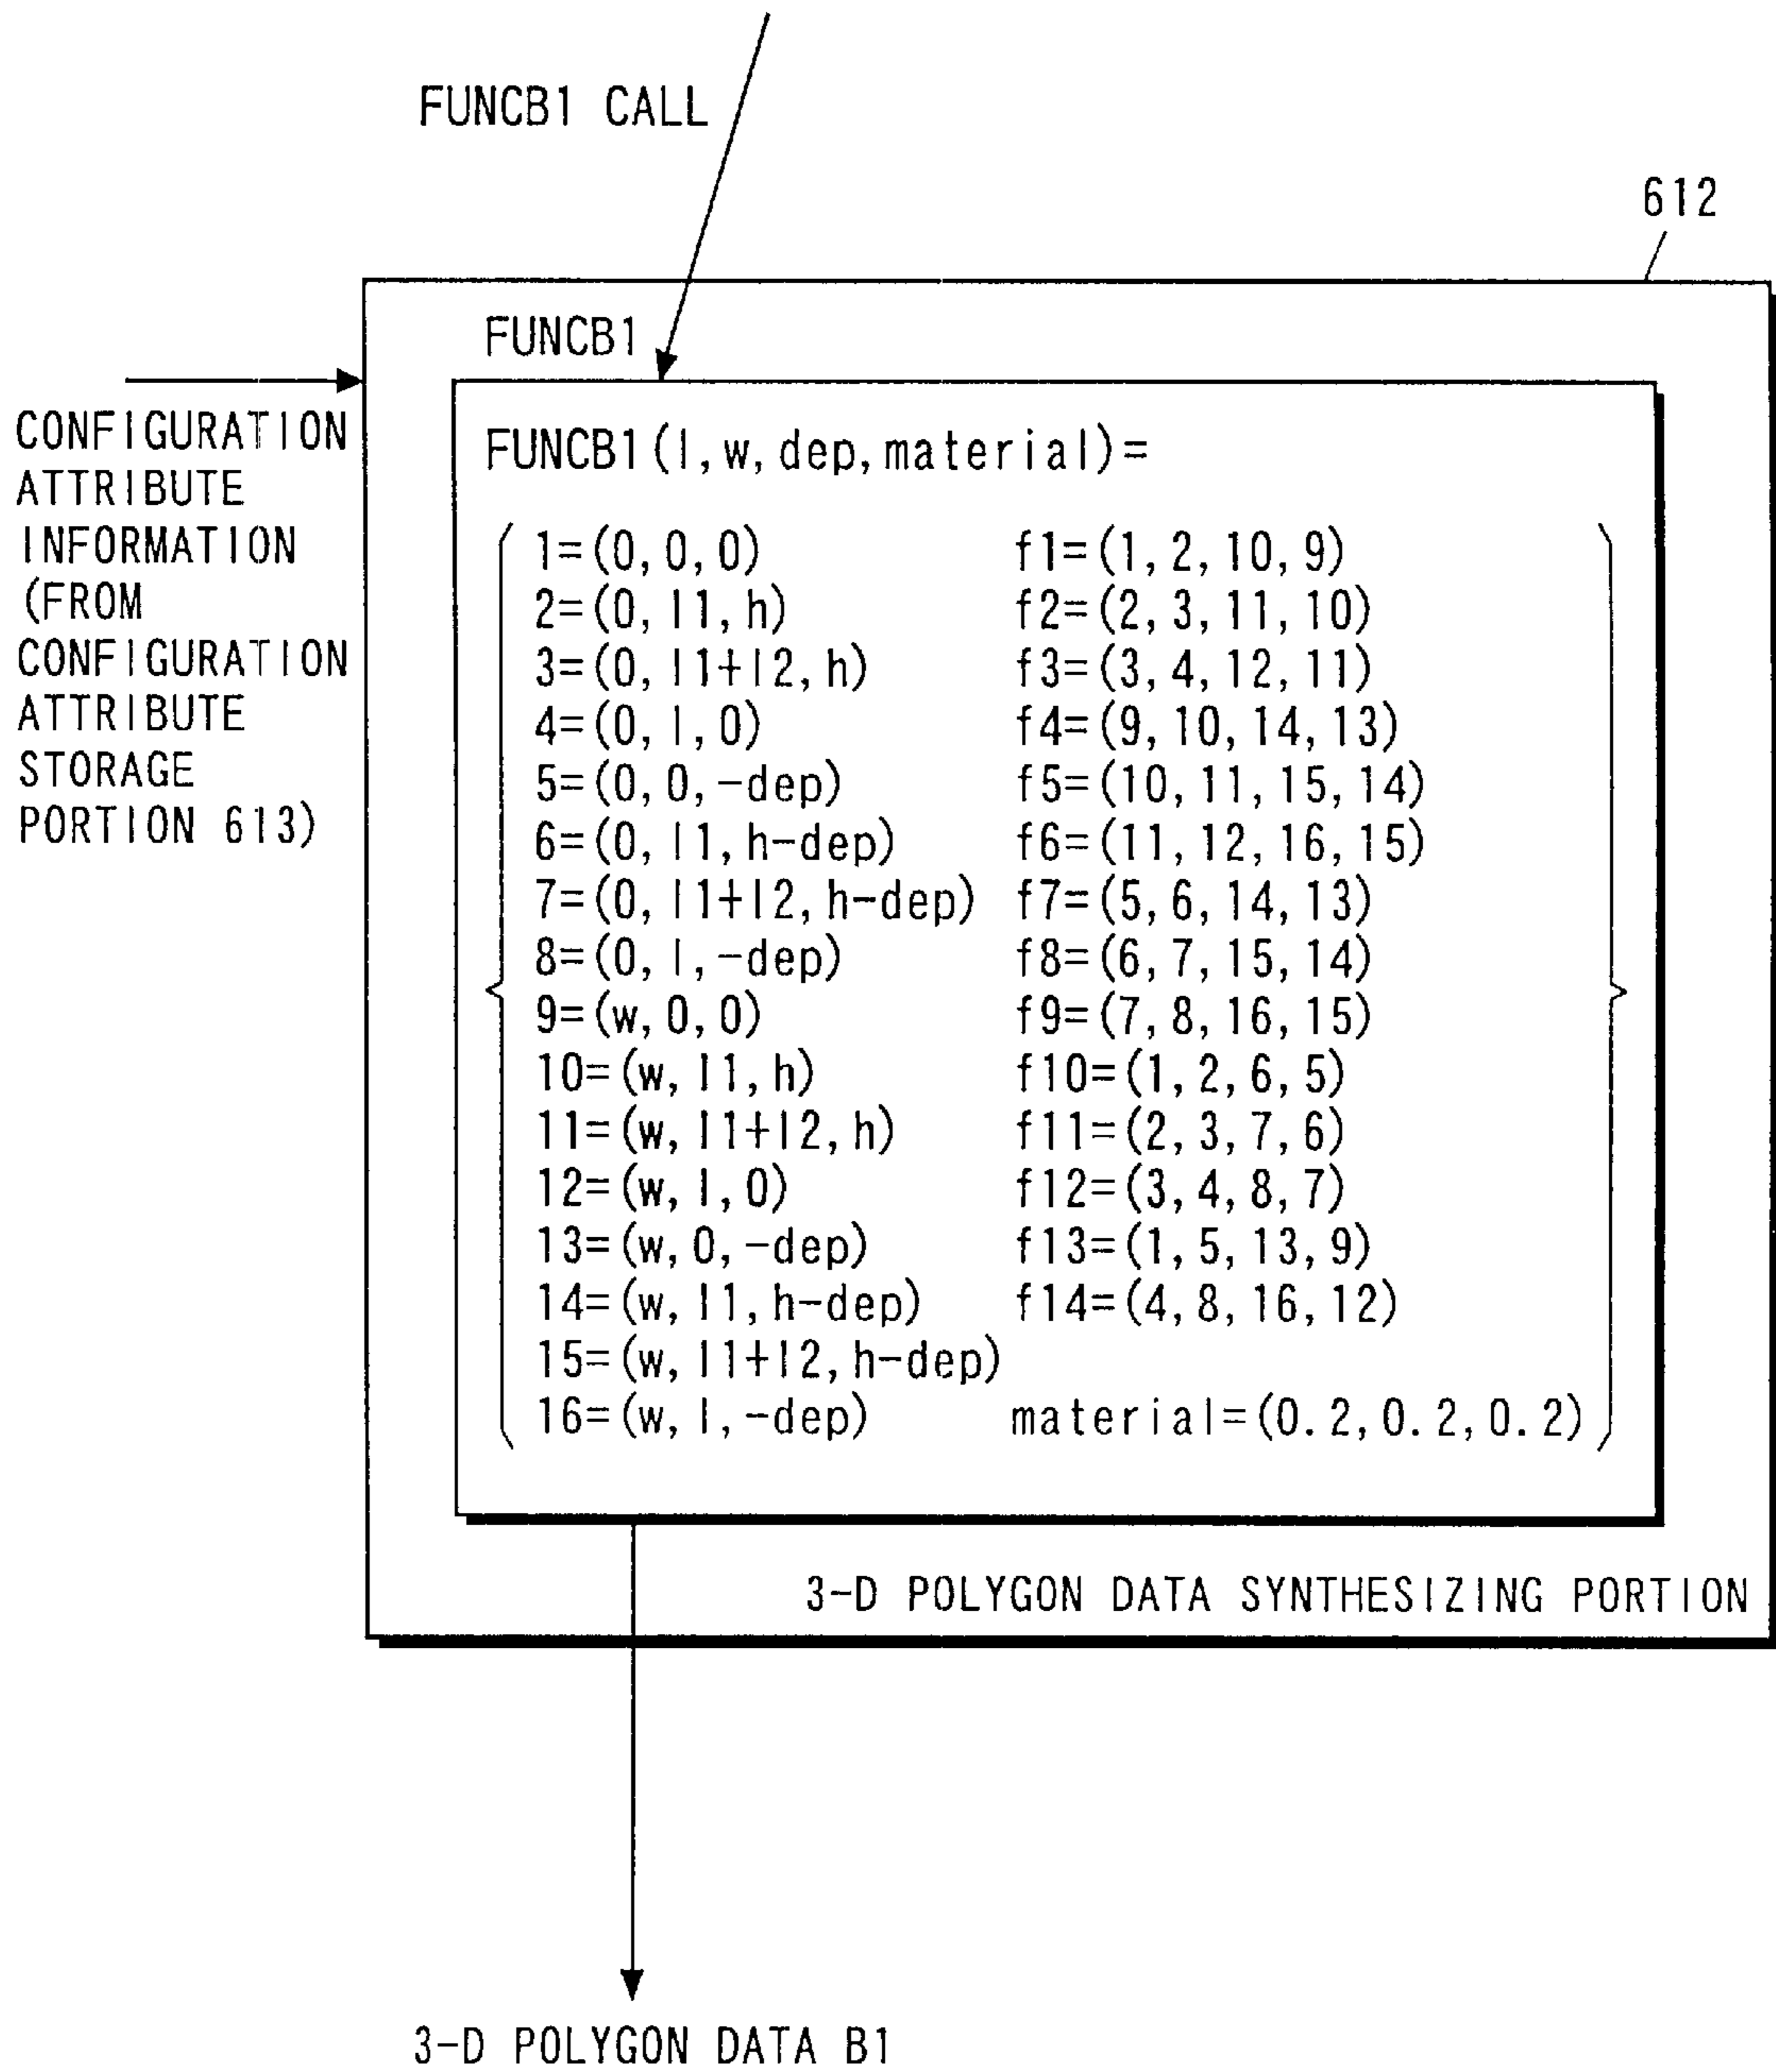 FUNCB1 CALL
612
FUNCB1
CONFIGURATION
ATTRIBUTE
INFORMATION
(FROM
CONFIGURATION
ATTRIBUTE
STORAGE
PORTION 613)
FUNCB1(l,w,dep,material)=
1=(0,0,0)
2=(0,l1,h)
3=(0,l1+l2,h)
4=(0,l,0)
5=(0,0,-dep)
6=(0,l1,h-dep)
7=(0,l1+l2,h-dep)
8=(0,l,-dep)
9=(w,0,0)
10=(w,l1,h)
11=(w,l1+l2,h)
12=(w,l,0)
13=(w,0,-dep)
14=(w,l1,h-dep)
15=(w,l1+l2,h-dep)
16=(w,l,-dep)
f1=(1,2,10,9)
f2=(2,3,11,10)
f3=(3,4,12,11)
f4=(9,10,14,13)
f5=(10,11,15,14)
f6=(11,12,16,15)
f7=(5,6,14,13)
f8=(6,7,15,14)
f9=(7,8,16,15)
f10=(1,2,6,5)
f11=(2,3,7,6)
f12=(3,4,8,7)
f13=(1,5,13,9)
f14=(4,8,16,12)
material=(0.2,0.2,0.2)
3-D POLYGON DATA SYNTHESIZING PORTION
3-D POLYGON DATA B1